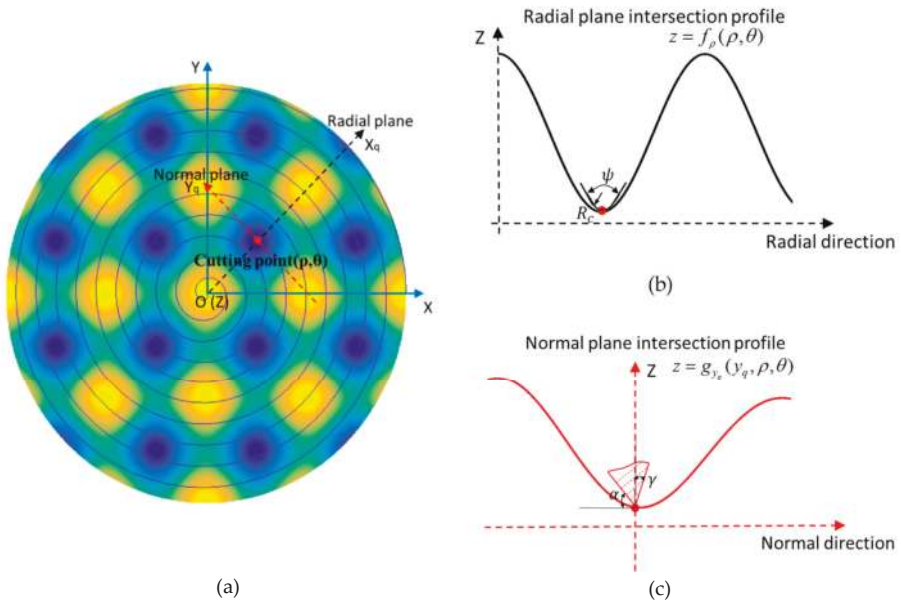 Y
Radial plane
X_q
Normal plane
Y_q
Cutting point(ρ,θ)
O (Z)
X
(a)
Radial plane intersection profile
Z
z = f_ρ(ρ,θ)
ψ
R_c
Radial direction
(b)
Normal plane intersection profile
Z
z = g_{y_q}(y_q,ρ,θ)
α
γ
Normal direction
(c)